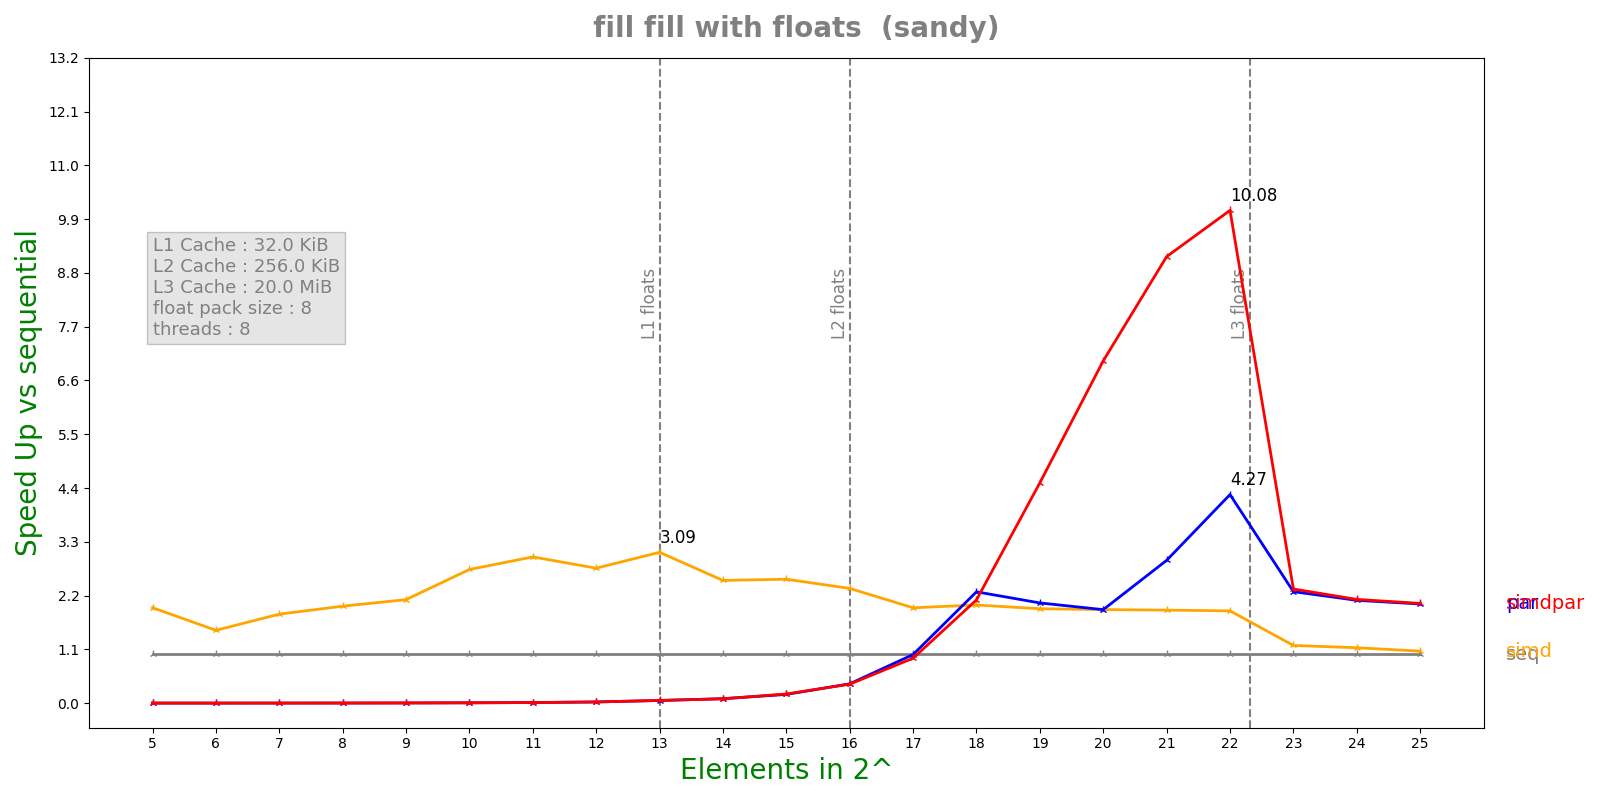 fill fill with floats  (sandy)
Speed Up vs sequential
13.2
12.1
11.0
9.9
8.8
7.7
6.6
5.5
4.4
3.3
2.2
1.1
0.0
L1 Cache : 32.0 KiB
L2 Cache : 256.0 KiB
L3 Cache : 20.0 MiB
float pack size : 8
threads : 8
L1 floats
L2 floats
L3 floats
10.08
4.27
3.09
simdpar
par
simd
seq
5 6 7 8 9 10 11 12 13 14 15 16 17 18 19 20 21 22 23 24 25
Elements in 2^